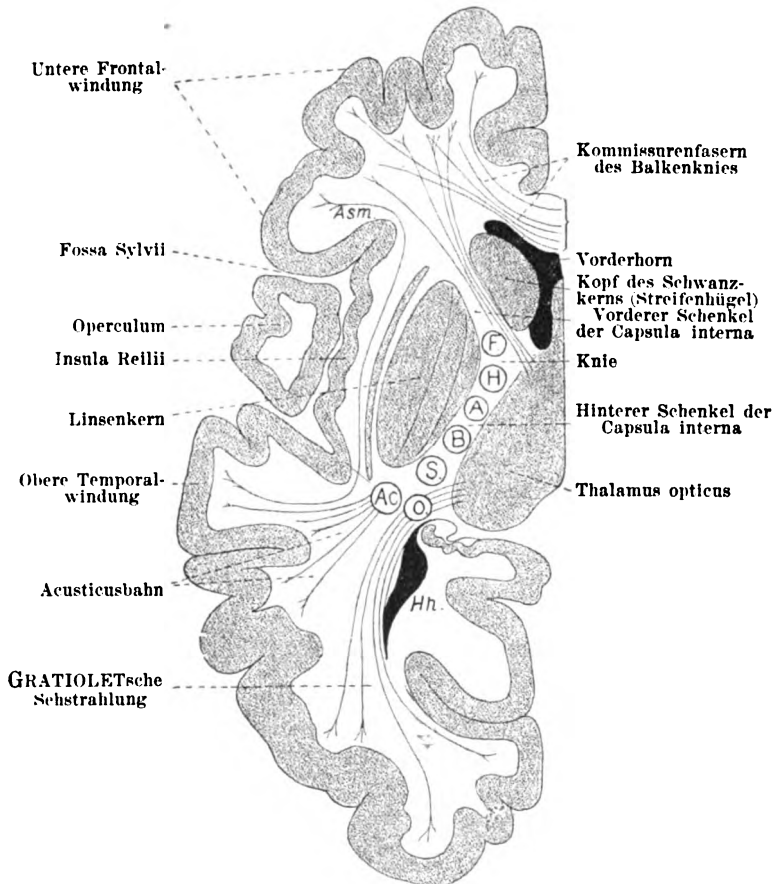 Untere Frontal-
windung
Kommissurenfasern
des Balkenknies
Asm.
Fossa Sylvii
Vorderhorn
Kopf des Schwanz-
kerns (Streifenhügel)
Vorderer Schenkel
der Capsula interna
Operculum
F
Insula Reilii
Knie
H
A
Linsenkern
Hinterer Schenkel der
Capsula interna
B
S.
Obere Temporal-
windung
Thalamus opticus
Ac
O.
Acusticusbahn
Hh.
GRATIOLETsche
Sehstrahlung